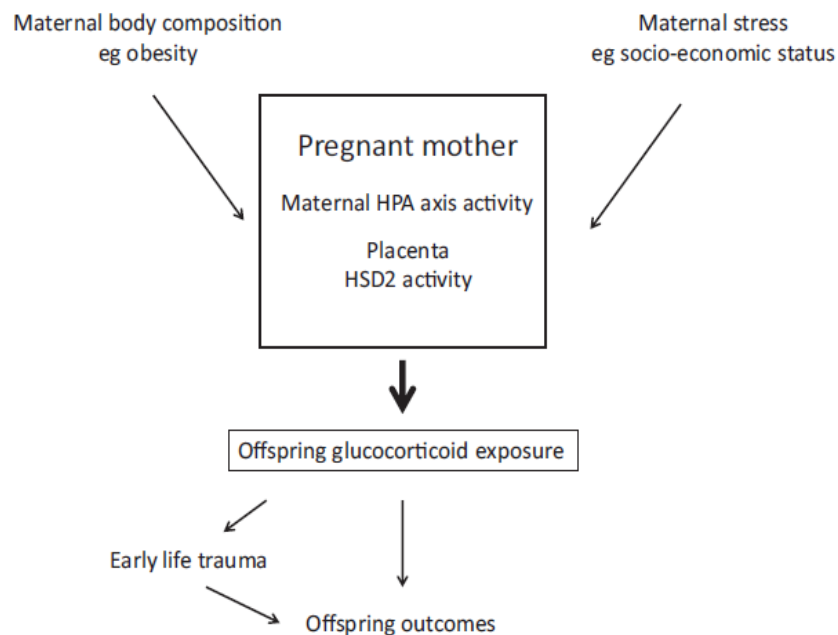 Maternal body composition
eg obesity
Maternal stress
eg socio-economic status
Pregnant mother
Maternal HPA axis activity
Placenta
HSD2 activity
Offspring glucocorticoid exposure
Early life trauma
Offspring outcomes